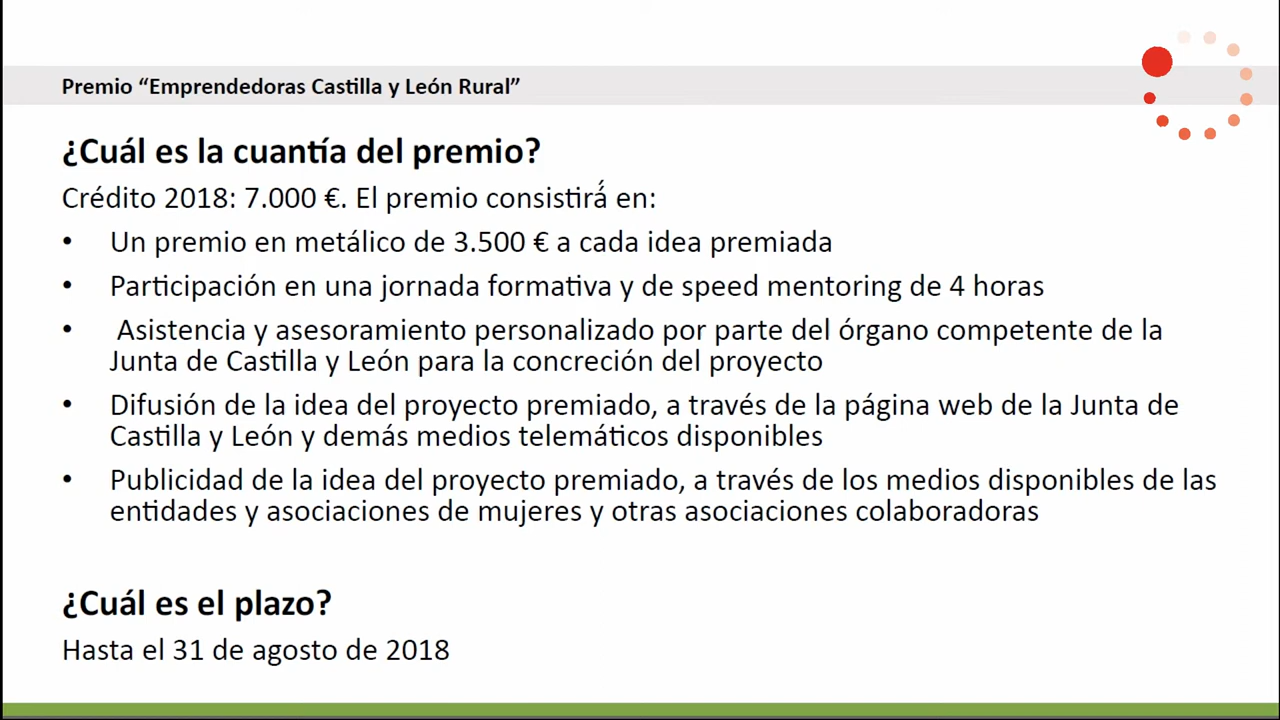 Premio “Emprendedoras Castilla y León Rural”
¿Cuál es la cuantía del premio?
Crédito 2018: 7.000 €. El premio consistirá́ en:
• Un premio en metálico de 3.500 € a cada idea premiada
• Participación en una jornada formativa y de speed mentoring de 4 horas
• Asistencia y asesoramiento personalizado por parte del órgano competente de la
Junta de Castilla y León para la concreción del proyecto
• Difusión de la idea del proyecto premiado, a través de la página web de la Junta de
Castilla y León y demás medios telemáticos disponibles
• Publicidad de la idea del proyecto premiado, a través de los medios disponibles de las
entidades y asociaciones de mujeres y otras asociaciones colaboradoras
¿Cuál es el plazo?
Hasta el 31 de agosto de 2018